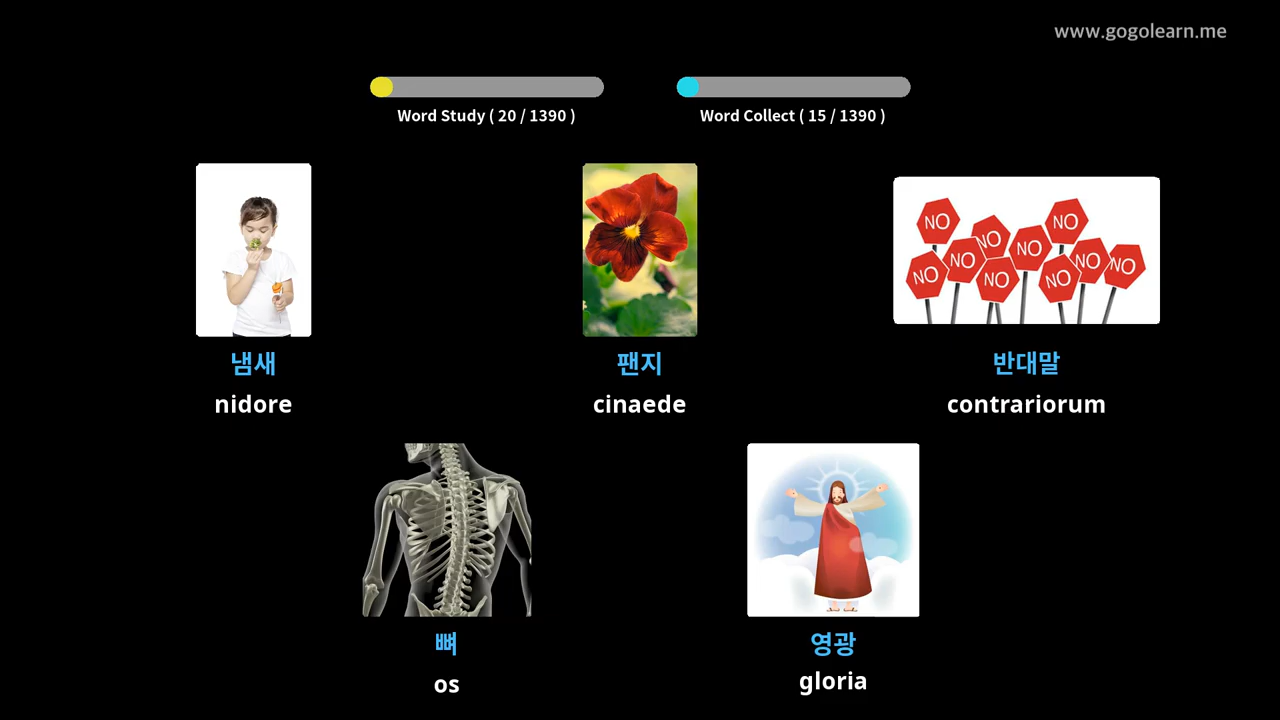 www.gogolearn.me
Word Study ( 20 / 1390 )
Word Collect ( 15 / 1390 )
NO
NO
NO
NO
NO
NO
NO
NO
NO
NO
냄새
nidore
팬지
cinaede
반대말
contrariorum
뼈
os
영광
gloria